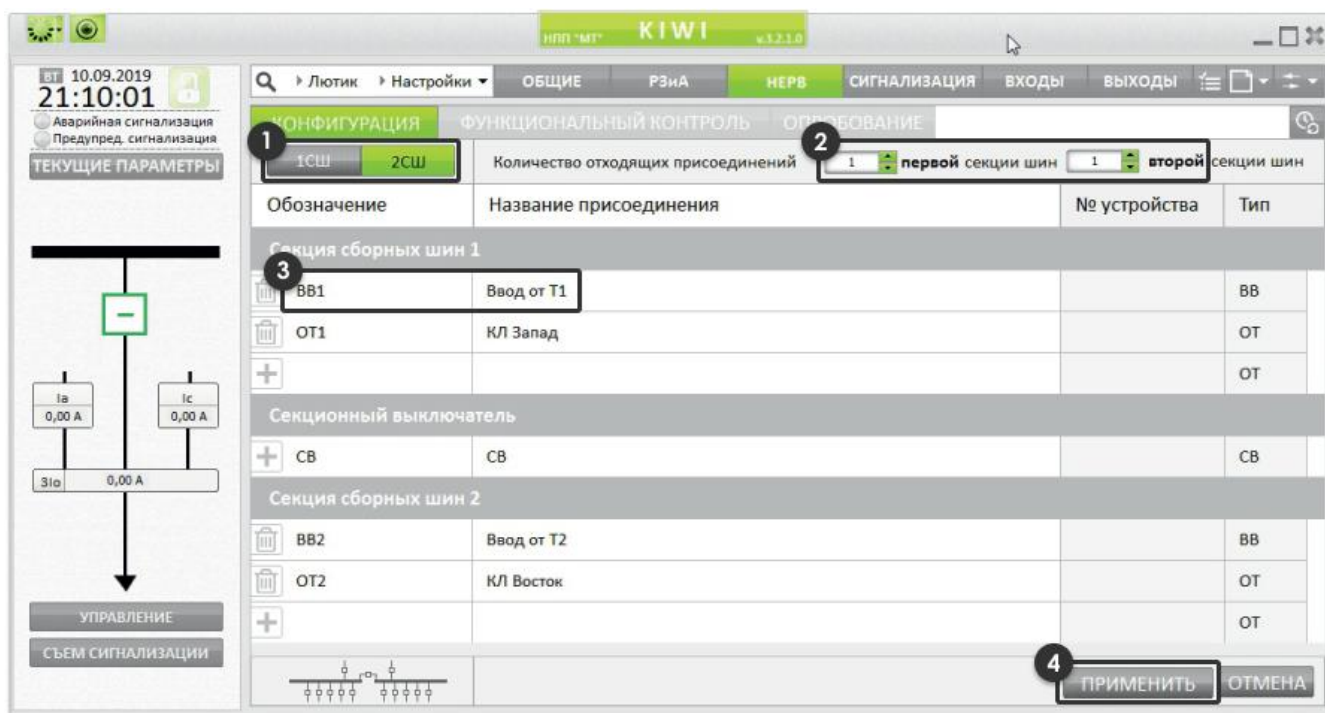 НПП "МТ" KIWI v.3.2.1.0
ВТ 10.09.2019
21:10:01
Аварийная сигнализация
Предупред. сигнализация
ТЕКУЩИЕ ПАРАМЕТРЫ
Ia
0,00 А
Ic
0,00 А
3Io 0,00 А
УПРАВЛЕНИЕ
СЪЕМ СИГНАЛИЗАЦИИ
Лютик Настройки ОБЩИЕ РЗиА НЕРВ СИГНАЛИЗАЦИЯ ВХОДЫ ВЫХОДЫ
КОНФИГУРАЦИЯ ФУНКЦИОНАЛЬНЫЙ КОНТРОЛЬ ОПРОБОВАНИЕ
1 1СШ 2СШ Количество отходящих присоединений 2 1 первой секции шин 1 второй секции шин
Обозначение Название присоединения № устройства Тип
Секция сборных шин 1
3 ВВ1 Ввод от Т1 ВВ
ОТ1 КЛ Запад ОТ
ОТ
Секционный выключатель
СВ СВ СВ
Секция сборных шин 2
ВВ2 Ввод от Т2 ВВ
ОТ2 КЛ Восток ОТ
ОТ
4 ПРИМЕНИТЬ ОТМЕНА